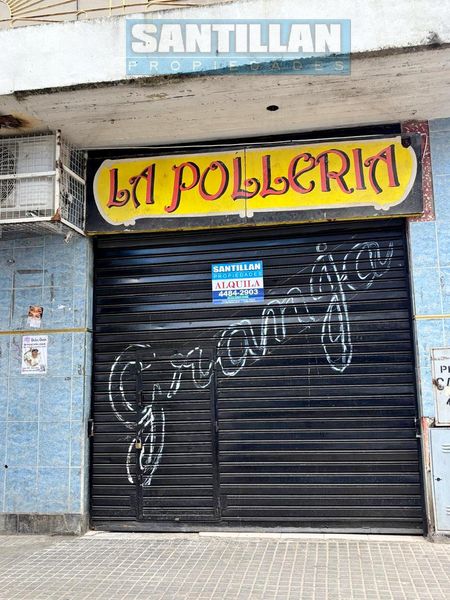 SANTILLAN
PROPIEDADES
LA POLLERIA
SANTILLAN
PROPIEDADES
ALQUILA
4484-2903
granja